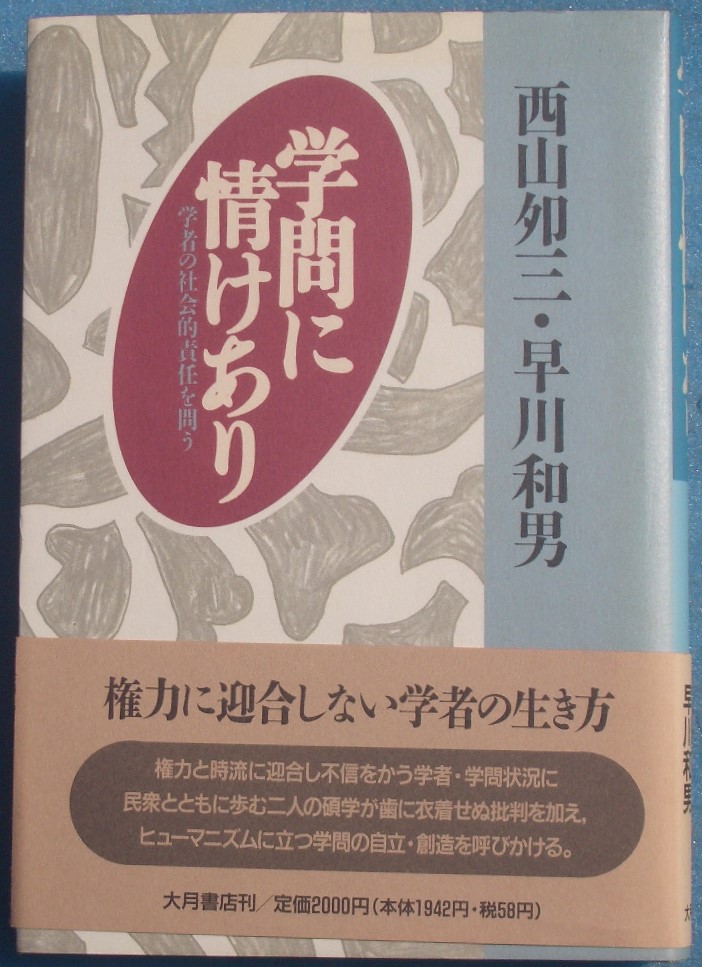 西山夘三・早川和男
学問に
情けあり
学者の社会的責任を問う
権力に迎合しない学者の生き方
権力と時流に迎合し不信をかう学者・学問状況に
民衆とともに歩む二人の碩学が歯に衣着せぬ批判を加え,
ヒューマニズムに立つ学問の自立・創造を呼びかける。
大月書店刊／定価2000円(本体1942円・税58円)
早川和男